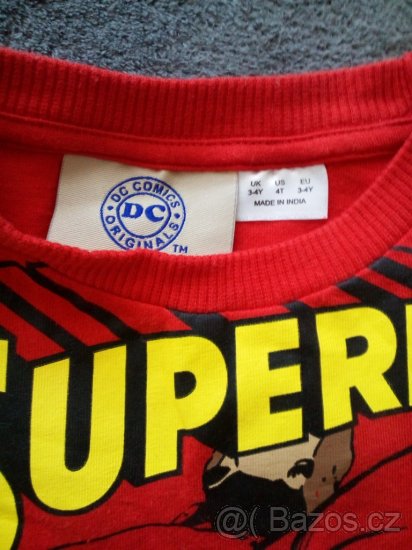 DC COMICS
DC
ORIGINALS
TM
UK US EU
3-4Y 4T 3-4Y
MADE IN INDIA
SUPER
@( Bazos.cz